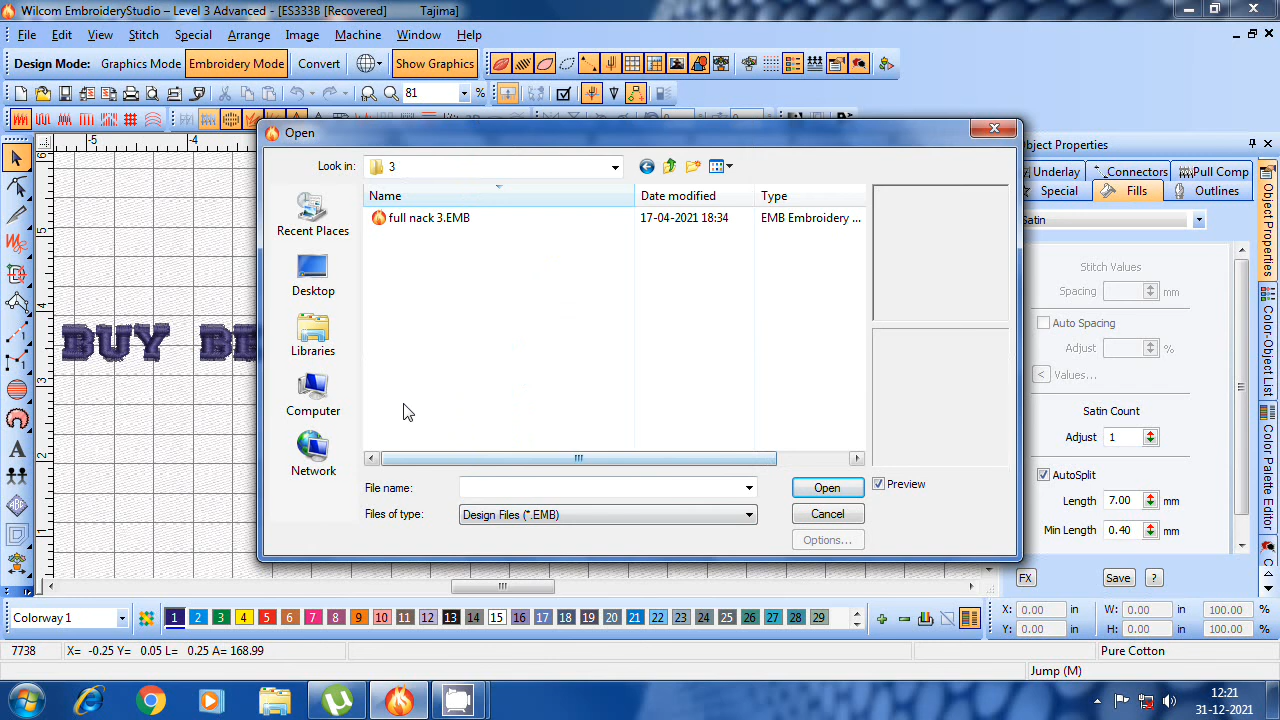 Wilcom EmbroideryStudio – Level 3 Advanced - [ES333B [Recovered] Tajima]
File Edit View Stitch Special Arrange Image Machine Window Help
Design Mode: Graphics Mode Embroidery Mode Convert Show Graphics
81 %
-5 -4
Open
Look in: 3
Name Date modified Type
full nack 3.EMB 17-04-2021 18:34 EMB Embroidery ...
Recent Places
Desktop
Libraries
Computer
Network
File name: Open Preview
Files of type: Design Files (*.EMB) Cancel
Options...
BUY BE
Object Properties
Underlay Connectors Pull Comp
Special Fills Outlines
Satin
Stitch Values
Spacing mm
Auto Spacing
Adjust %
< Values...
Satin Count
Adjust 1
AutoSplit
Length 7.00 mm
Min Length 0.40 mm
FX Save ?
Object Properties
Color-Object List
Color Palette Editor
Colorway 1 1 2 3 4 5 6 7 8 9 10 11 12 13 14 15 16 17 18 19 20 21 22 23 24 25 26 27 28 29
X: 0.00 in W: 0.00 in 100.00 %
Y: 0.00 in H: 0.00 in 100.00 %
7738 X= -0.25 Y= 0.05 L= 0.25 A= 168.99 Pure Cotton
Jump (M)
12:21
31-12-2021